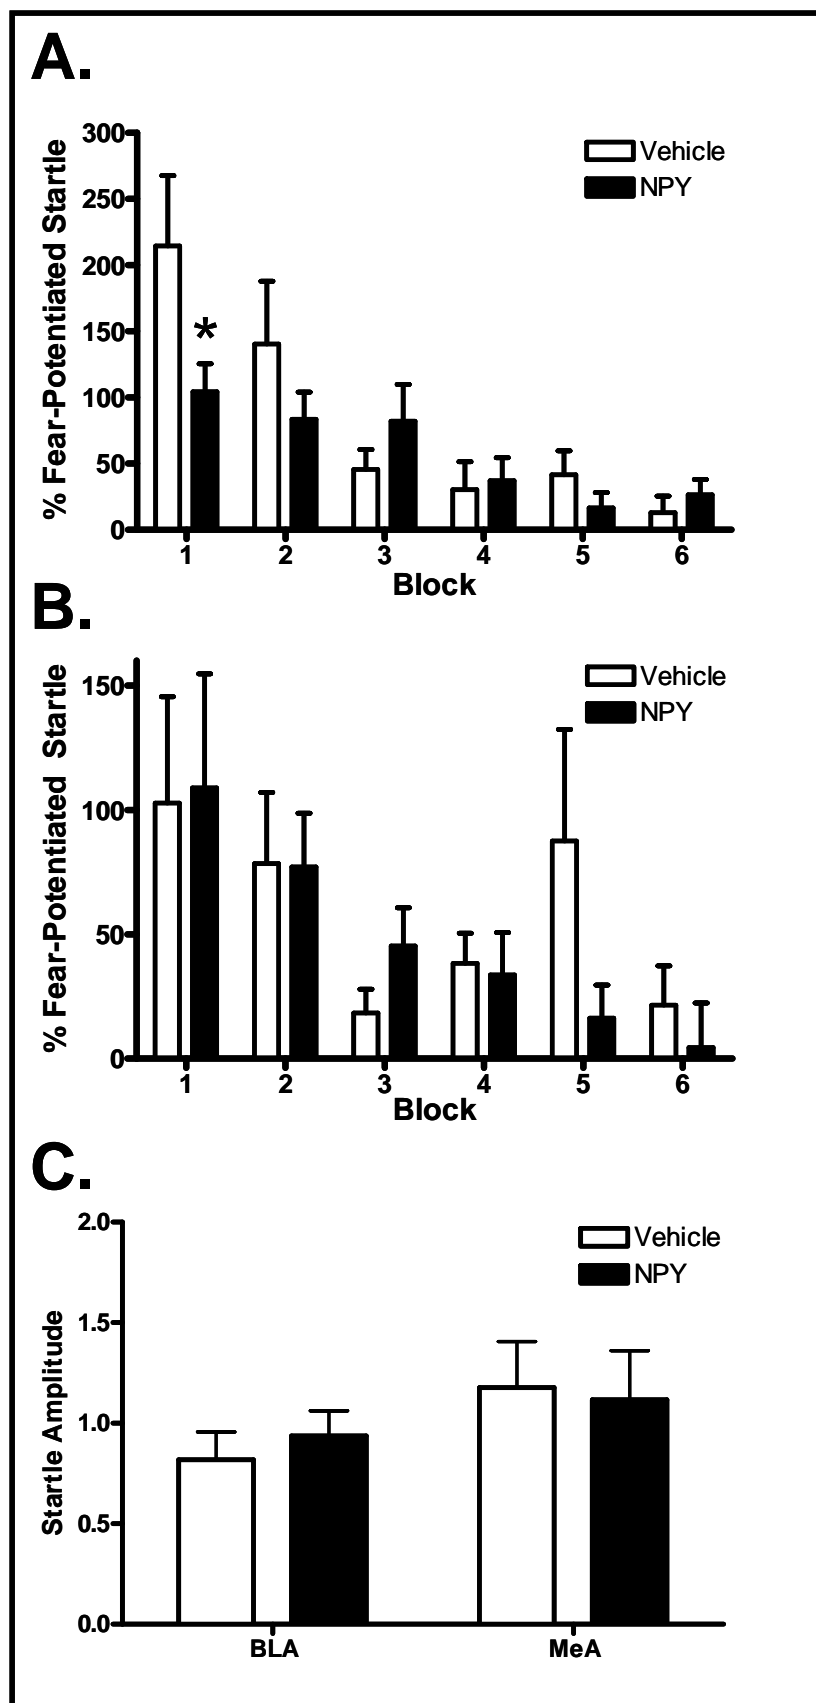 A.
% Fear-Potentiated Startle
300
250
200
150
100
50
0
Vehicle
NPY
*
1 2 3 4 5 6
Block
B.
% Fear-Potentiated Startle
150
100
50
0
Vehicle
NPY
1 2 3 4 5 6
Block
C.
Startle Amplitude
2.0
1.5
1.0
0.5
0.0
Vehicle
NPY
BLA MeA